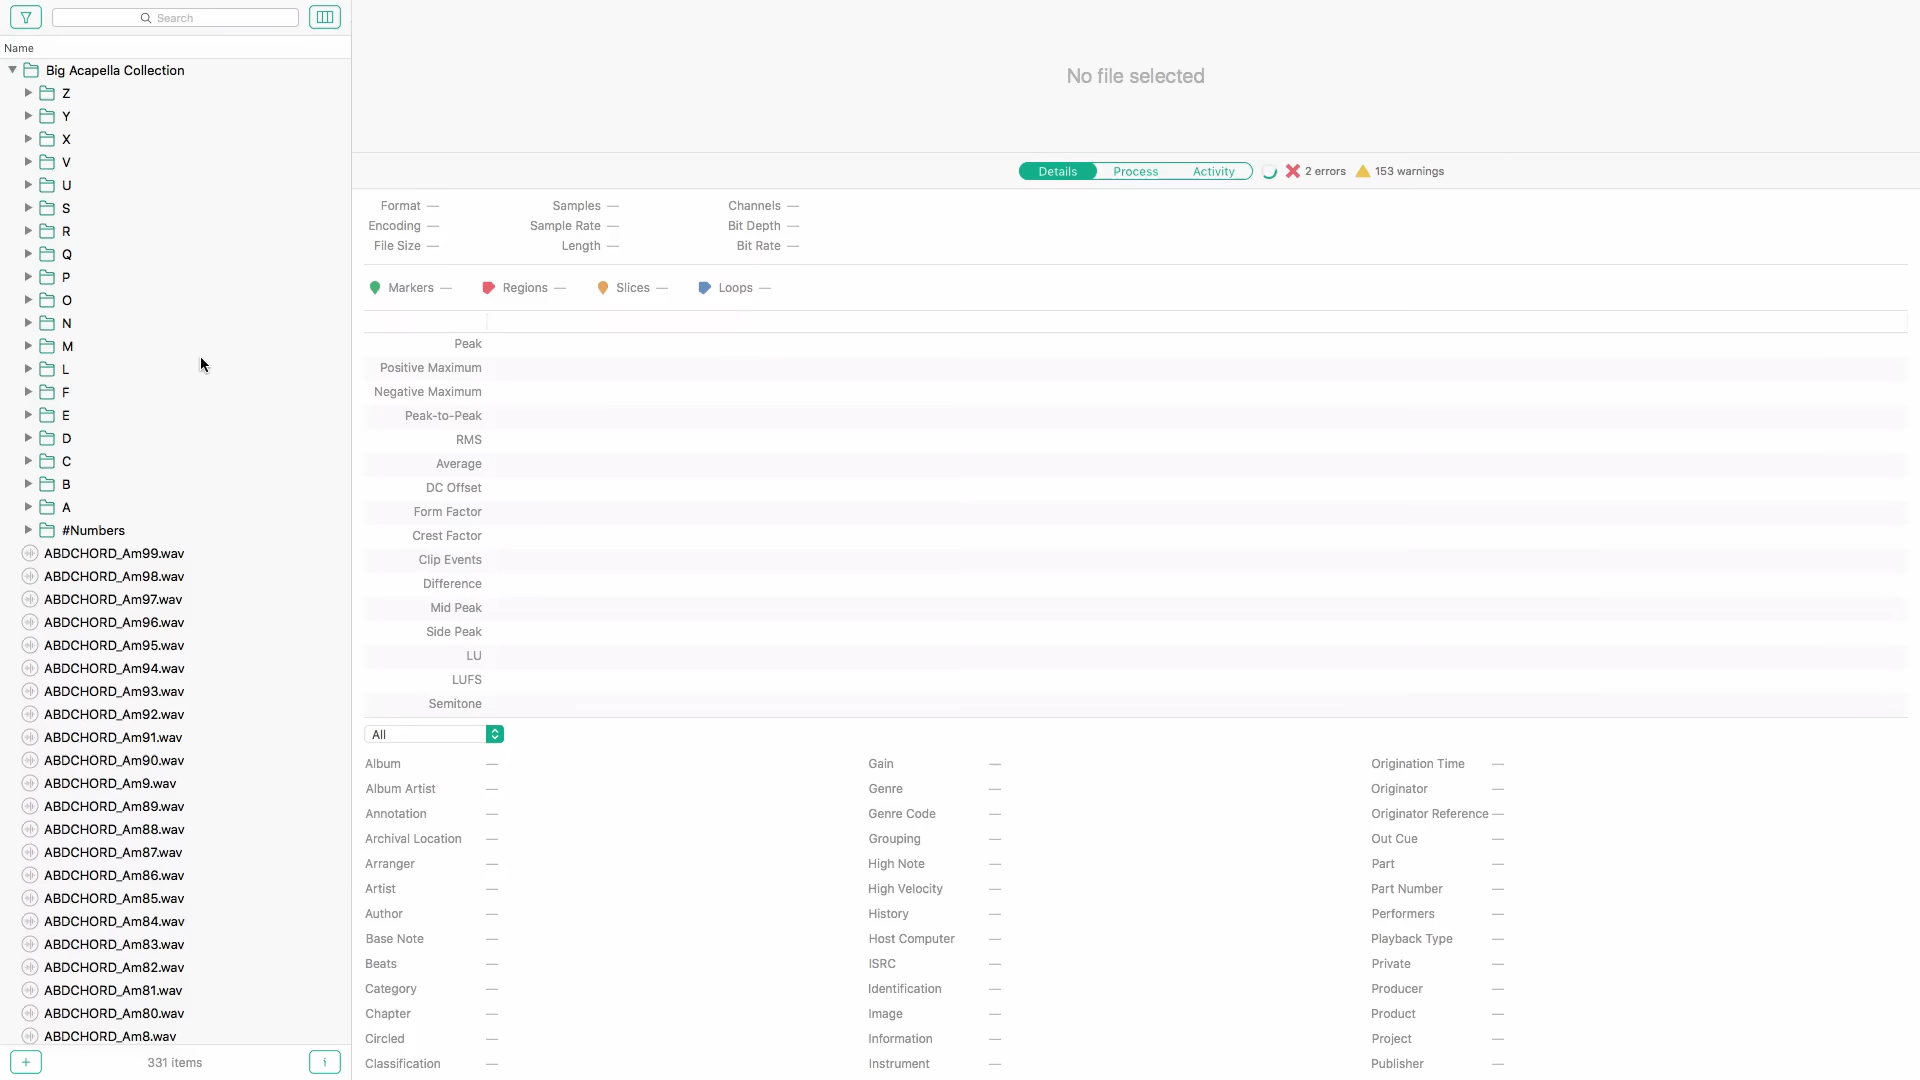 Search
Name
Big Acapella Collection
Z
Y
X
V
U
S
R
Q
P
O
N
M
L
F
E
D
C
B
A
#Numbers
ABDCHORD_Am99.wav
ABDCHORD_Am98.wav
ABDCHORD_Am97.wav
ABDCHORD_Am96.wav
ABDCHORD_Am95.wav
ABDCHORD_Am94.wav
ABDCHORD_Am93.wav
ABDCHORD_Am92.wav
ABDCHORD_Am91.wav
ABDCHORD_Am90.wav
ABDCHORD_Am9.wav
ABDCHORD_Am89.wav
ABDCHORD_Am88.wav
ABDCHORD_Am87.wav
ABDCHORD_Am86.wav
ABDCHORD_Am85.wav
ABDCHORD_Am84.wav
ABDCHORD_Am83.wav
ABDCHORD_Am82.wav
ABDCHORD_Am81.wav
ABDCHORD_Am80.wav
ABDCHORD_Am8.wav
+ 331 items i
No file selected
Details Process Activity 2 errors 153 warnings
Format — Samples — Channels —
Encoding — Sample Rate — Bit Depth —
File Size — Length — Bit Rate —
Markers — Regions — Slices — Loops —
Peak
Positive Maximum
Negative Maximum
Peak-to-Peak
RMS
Average
DC Offset
Form Factor
Crest Factor
Clip Events
Difference
Mid Peak
Side Peak
LU
LUFS
Semitone
All
Album — Gain — Origination Time —
Album Artist — Genre — Originator —
Annotation — Genre Code — Originator Reference —
Archival Location — Grouping — Out Cue —
Arranger — High Note — Part —
Artist — High Velocity — Part Number —
Author — History — Performers —
Base Note — Host Computer — Playback Type —
Beats — ISRC — Private —
Category — Identification — Producer —
Chapter — Image — Product —
Circled — Information — Project —
Classification — Instrument — Publisher —